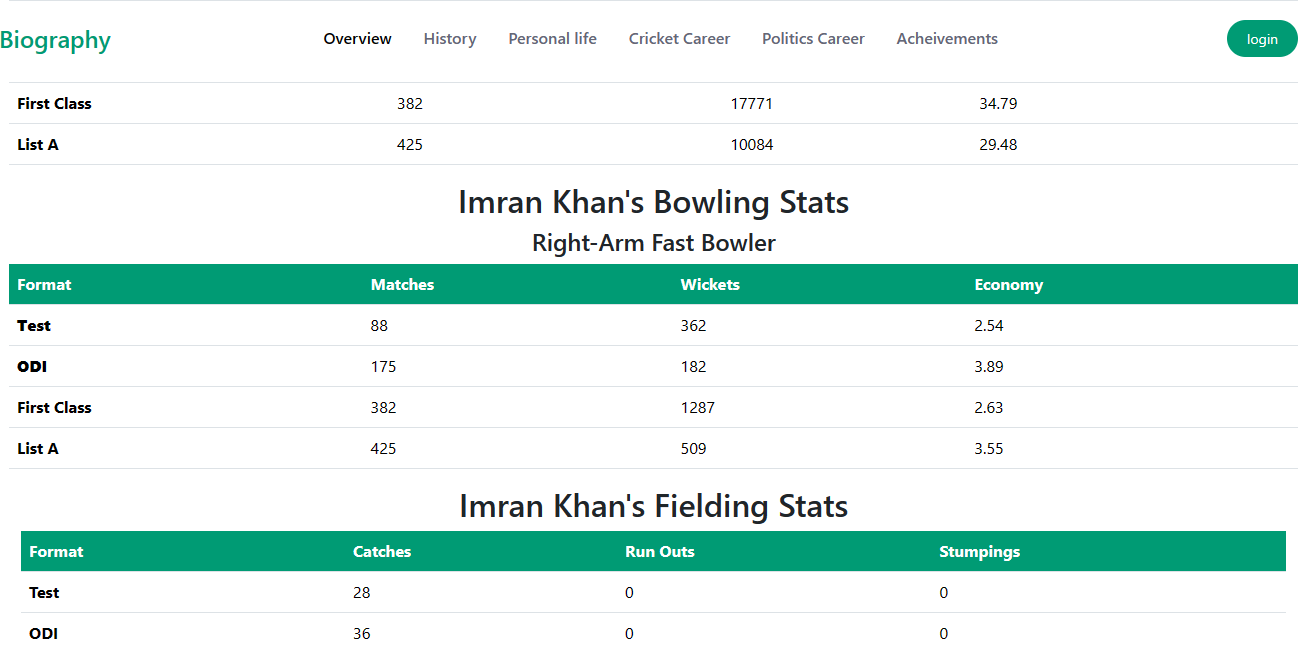 Biography Overview History Personal life Cricket Career Politics Career Acheivements login
First Class 382 17771 34.79
List A 425 10084 29.48
Imran Khan's Bowling Stats
Right-Arm Fast Bowler
Format Matches Wickets Economy
Test 88 362 2.54
ODI 175 182 3.89
First Class 382 1287 2.63
List A 425 509 3.55
Imran Khan's Fielding Stats
Format Catches Run Outs Stumpings
Test 28 0 0
ODI 36 0 0